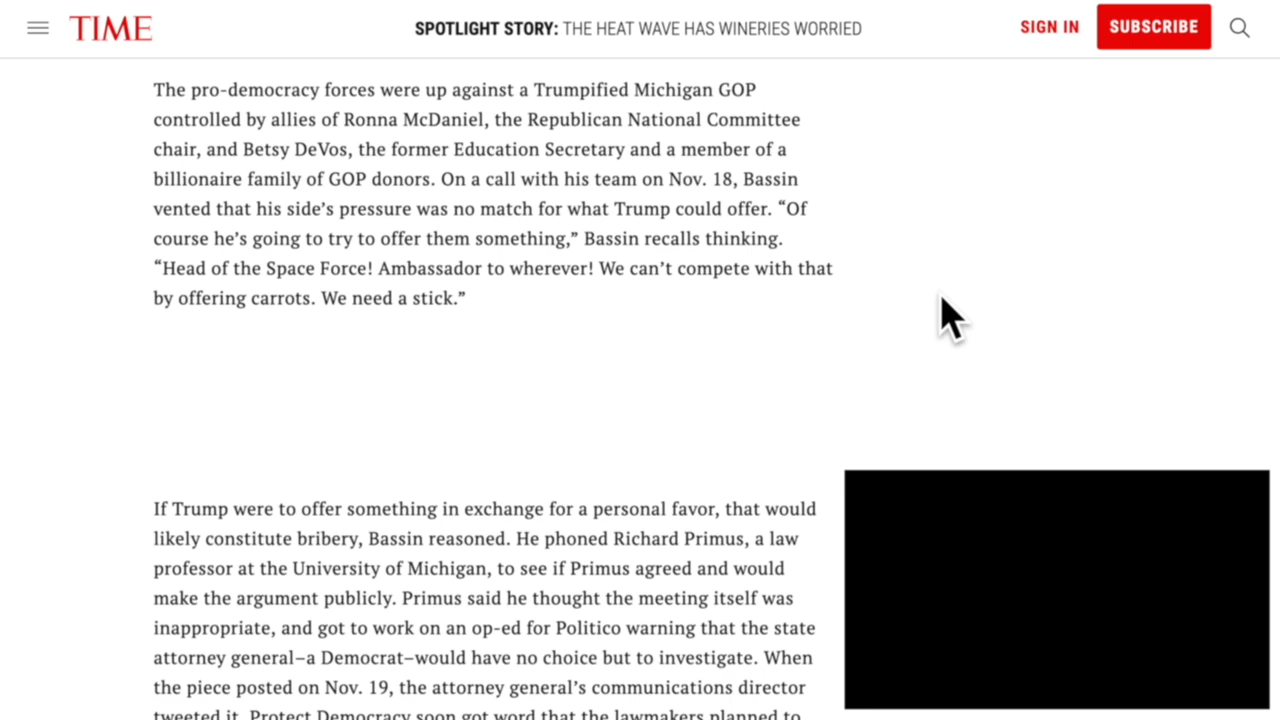 TIME
SPOTLIGHT STORY: THE HEAT WAVE HAS WINERIES WORRIED
SIGN IN
SUBSCRIBE
The pro-democracy forces were up against a Trumpified Michigan GOP
controlled by allies of Ronna McDaniel, the Republican National Committee
chair, and Betsy DeVos, the former Education Secretary and a member of a
billionaire family of GOP donors. On a call with his team on Nov. 18, Bassin
vented that his side’s pressure was no match for what Trump could offer. “Of
course he’s going to try to offer them something,” Bassin recalls thinking.
“Head of the Space Force! Ambassador to wherever! We can’t compete with that
by offering carrots. We need a stick.”
If Trump were to offer something in exchange for a personal favor, that would
likely constitute bribery, Bassin reasoned. He phoned Richard Primus, a law
professor at the University of Michigan, to see if Primus agreed and would
make the argument publicly. Primus said he thought the meeting itself was
inappropriate, and got to work on an op-ed for Politico warning that the state
attorney general–a Democrat–would have no choice but to investigate. When
the piece posted on Nov. 19, the attorney general’s communications director
tweeted it. Protect Democracy soon got word that the lawmakers planned to